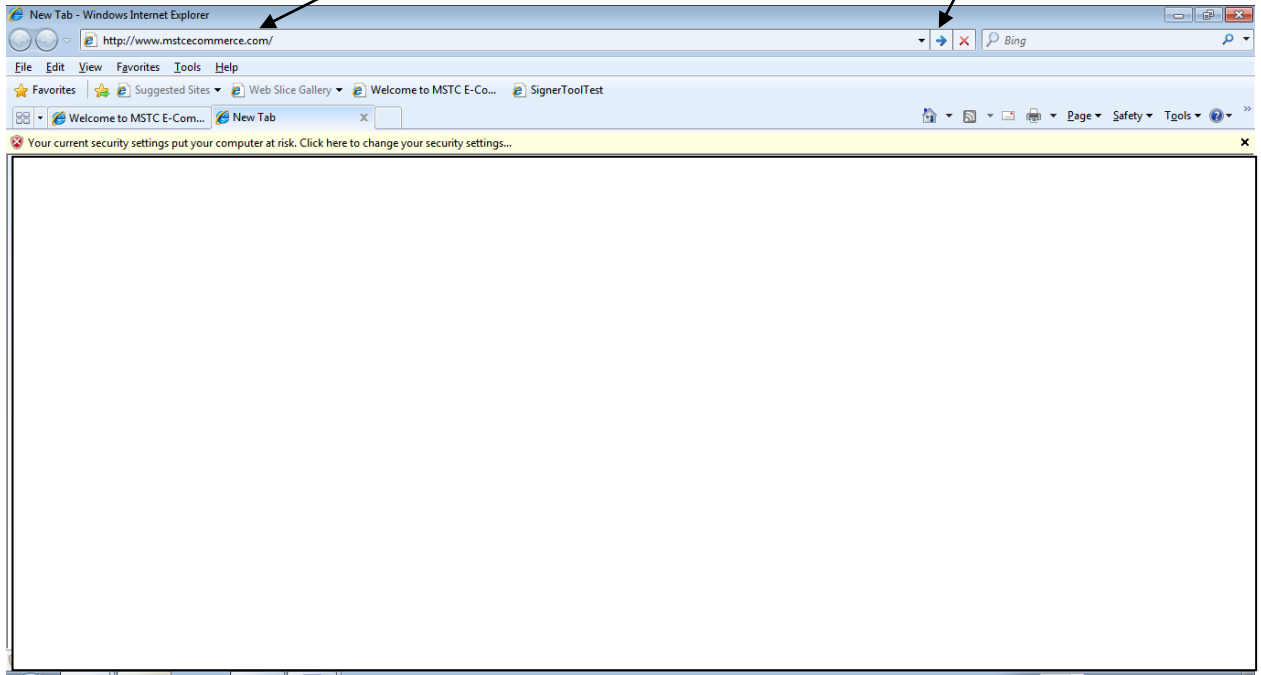 New Tab - Windows Internet Explorer
http://www.mstcecommerce.com/ Bing
File Edit View Favorites Tools Help
Favorites Suggested Sites Web Slice Gallery Welcome to MSTC E-Co... SignerToolTest
Welcome to MSTC E-Com... New Tab x Page Safety Tools »
Your current security settings put your computer at risk. Click here to change your security settings...